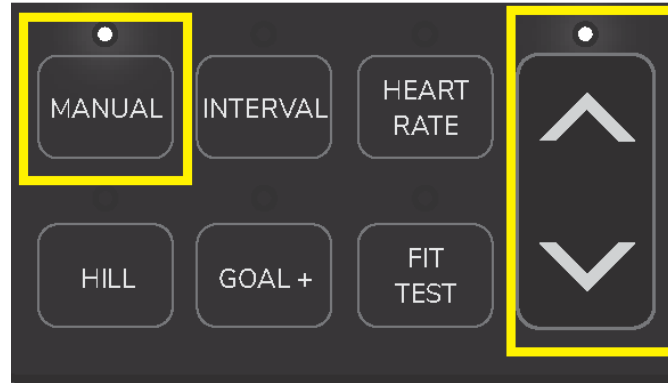 MANUAL
INTERVAL
HEART
RATE
HILL
GOAL +
FIT
TEST